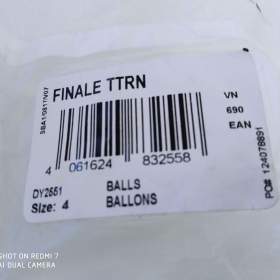 FINALE TTRN
VN
690
EAN
4 061624 832558
DY2551 BALLS
Size: 4 BALLONS
PO# 124078891
SHOT ON REDMI 7
AI DUAL CAMERA